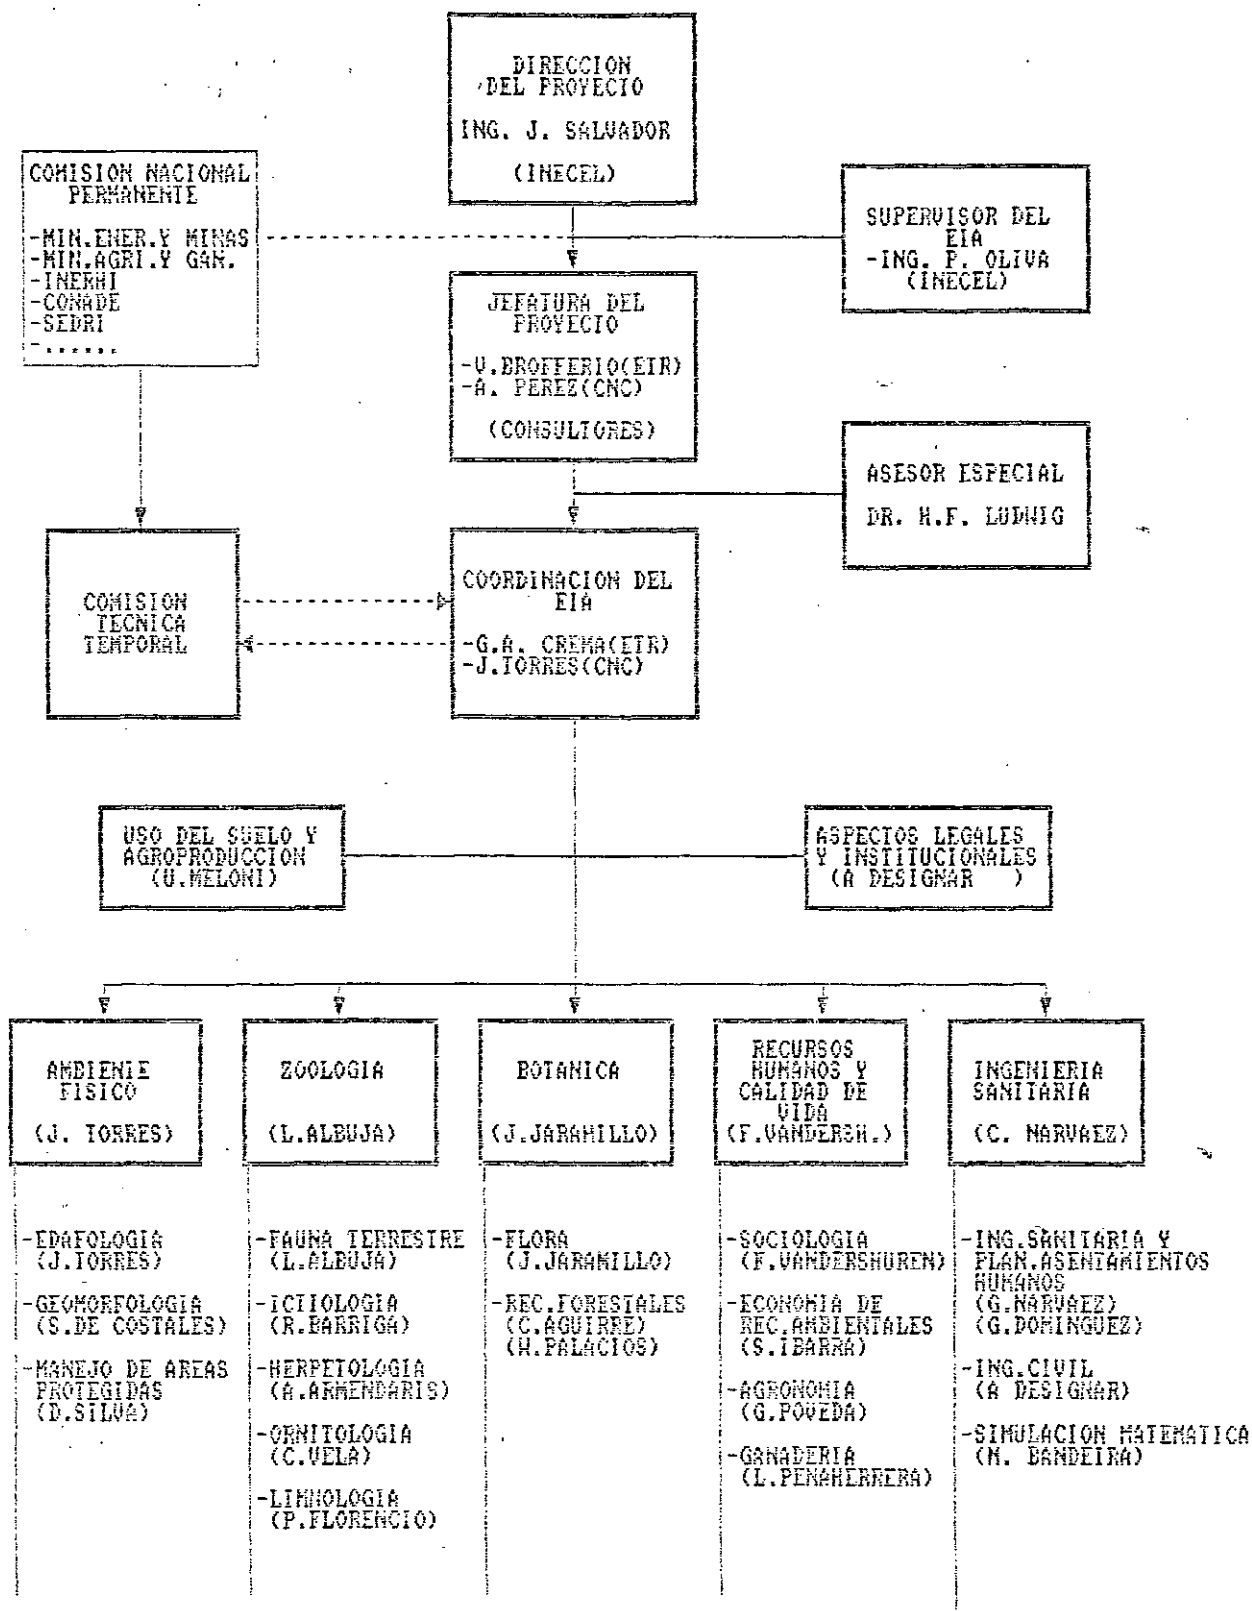 DIRECCION
DEL PROYECTO
ING. J. SALVADOR
(INECEL)
COMISION NACIONAL
PERMANENTE
-MIN.ENER.Y MINAS
-MIN.AGRI.Y GAN.
-INERHI
-CONADE
-SEDRI
-......
SUPERVISOR DEL
EIA
-ING. P. OLIVA
(INECEL)
JEFATURA DEL
PROYECTO
-V.BROFFERIO(ETR)
-A. PEREZ(CNC)
(CONSULTORES)
ASESOR ESPECIAL
DR. H.F. LUDWIG
COMISION
TECNICA
TEMPORAL
COORDINACION DEL
EIA
-G.A. CREMA(ETR)
-J.TORRES(CNC)
USO DEL SUELO Y
AGROPRODUCCION
(U.MELONI)
ASPECTOS LEGALES
Y INSTITUCIONALES
(A DESIGNAR )
AMBIENTE
FISICO
(J. TORRES)
ZOOLOGIA
(L.ALBUJA)
BOTANICA
(J.JARAMILLO)
RECURSOS
HUMANOS Y
CALIDAD DE
VIDA
(F.VANDERSH.)
INGENIERIA
SANITARIA
(C. NARVAEZ)
-EDAFOLOGIA
(J.TORRES)
-GEOMORFOLOGIA
(S.DE COSTALES)
-MANEJO DE AREAS
PROTEGIDAS
(D.SILVA)
-FAUNA TERRESTRE
(L.ALBUJA)
-ICTIOLOGIA
(R.BARRIGA)
-HERPETOLOGIA
(A.ARMENDARIS)
-ORNITOLOGIA
(C.VELA)
-LIMNOLOGIA
(P.FLORENCIO)
-FLORA
(J.JARAMILLO)
-REC.FORESTALES
(C.AGUIRRE)
(W.PALACIOS)
-SOCIOLOGIA
(F.VANDERSHUREN)
-ECONOMIA DE
REC.AMBIENTALES
(S.IBARRA)
-AGRONOMIA
(G.POVEDA)
-GANADERIA
(L.PENAHERRERA)
-ING.SANITARIA Y
PLAN.ASENTAMIENTOS
HUMANOS
(G.NARVAEZ)
(G.DOMINGUEZ)
-ING.CIVIL
(A DESIGNAR)
-SIMULACION MATEMATICA
(M. BANDEIRA)